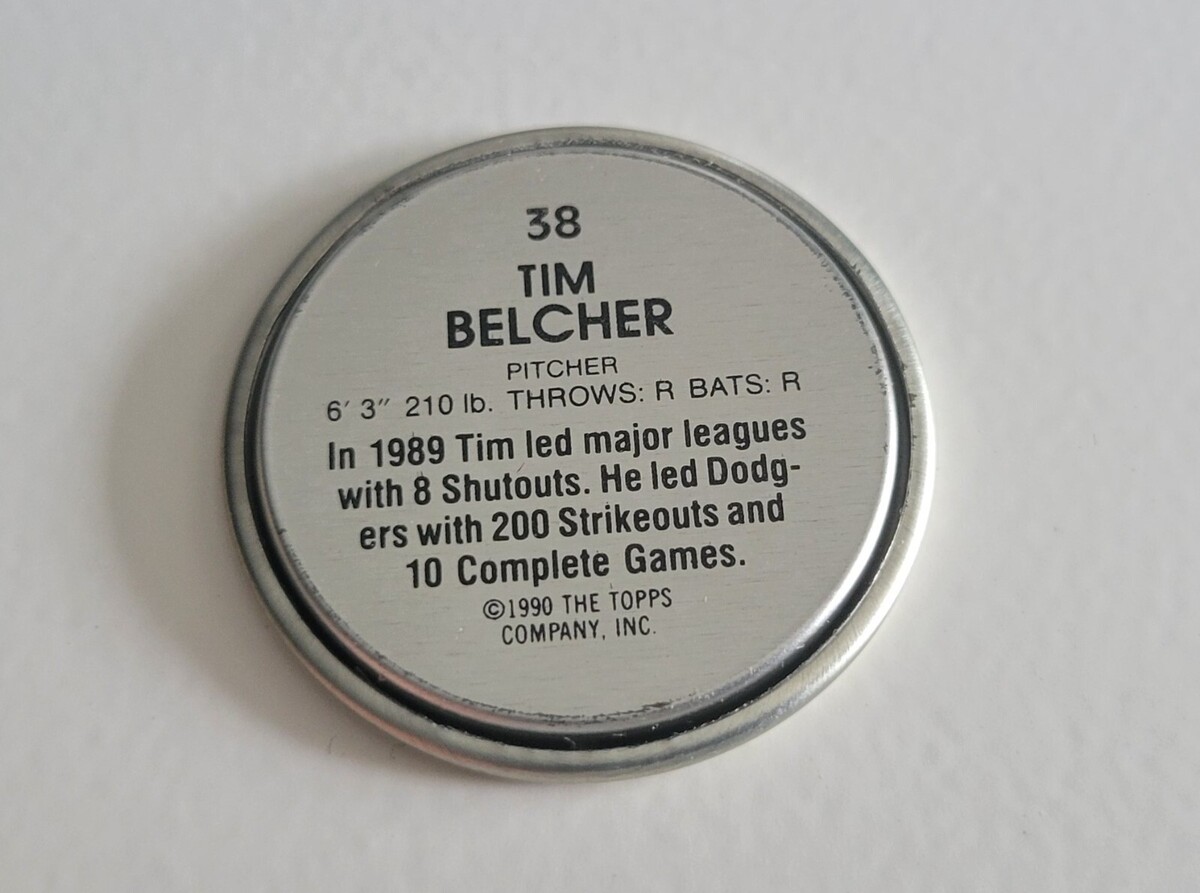 38
TIM
BELCHER
PITCHER
6′ 3″ 210 lb. THROWS: R BATS: R
In 1989 Tim led major leagues
with 8 Shutouts. He led Dodg-
ers with 200 Strikeouts and
10 Complete Games.
©1990 THE TOPPS
COMPANY, INC.